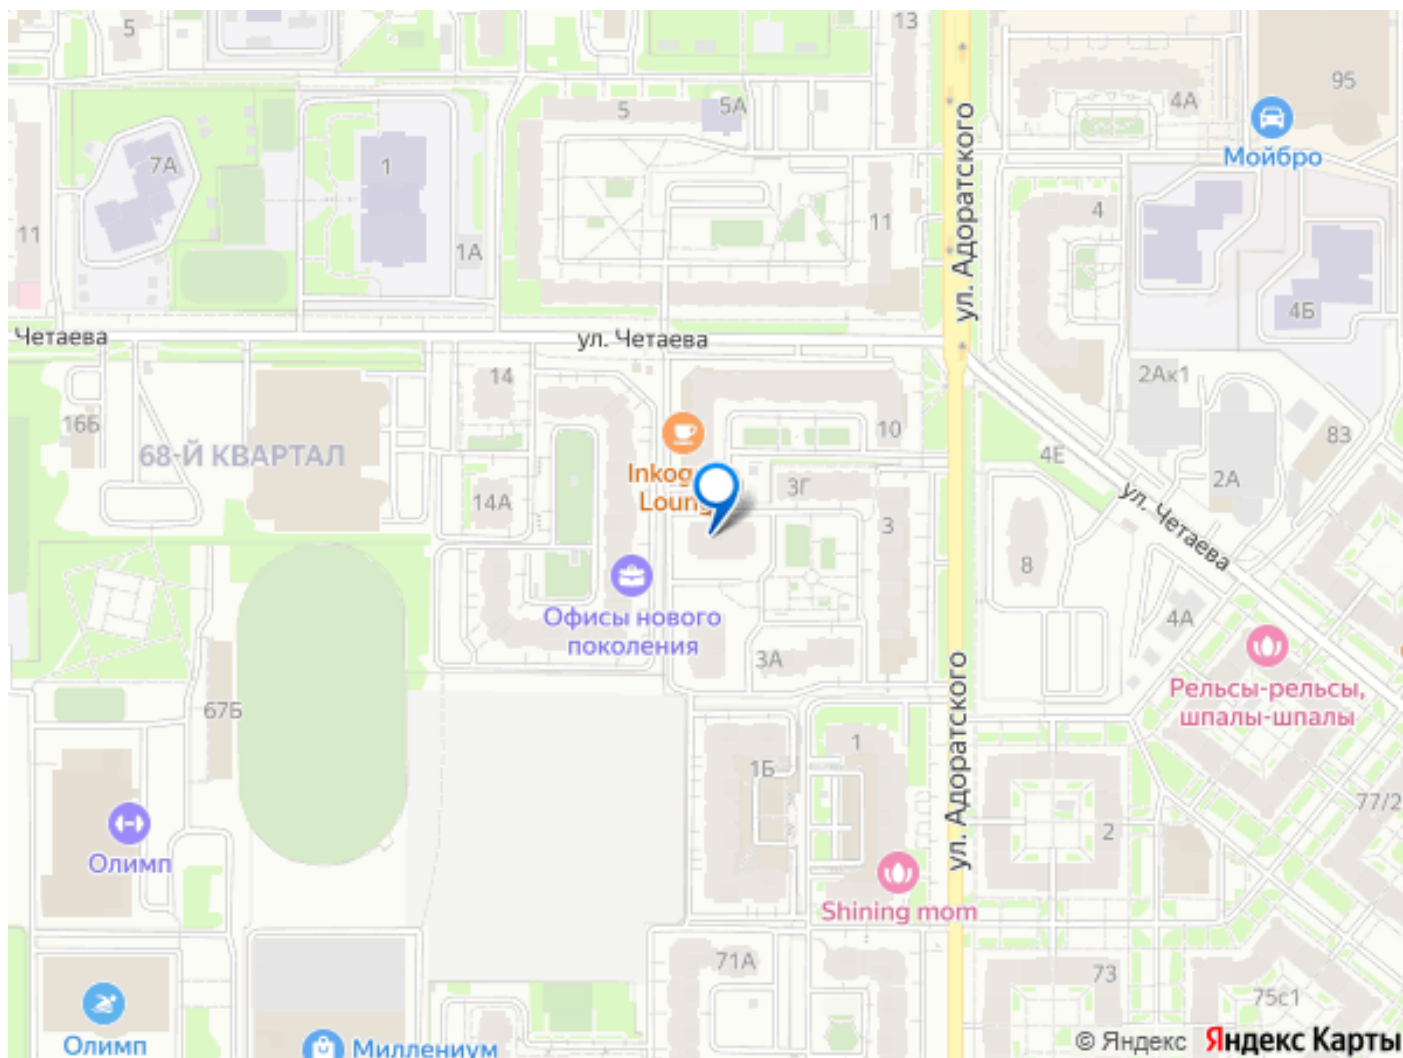 5
13
95
4А
5
5А
Мойбро
7А
1
ул. Адоратского
4
11
11
1А
4Б
Четаева
ул. Четаева
2Ак1
14
16Б
10
83
68-Й КВАРТАЛ
4Е
Inkog
Loung
3Г
2А
14А
ул. Четаева
3
8
Офисы нового
поколения
4А
3А
Рельсы-рельсы,
шпалы-шпалы
67Б
1
1Б
ул. Адоратского
77/2
2
Олимп
Shining mom
71А
73
75с1
Олимп
Миллениум
© Яндекс Яндекс Карты